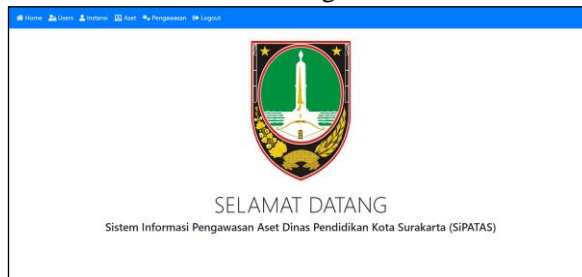 Home Users Instansi Aset Pengawasan Logout
SELAMAT DATANG
Sistem Informasi Pengawasan Aset Dinas Pendidikan Kota Surakarta (SiPATAS)